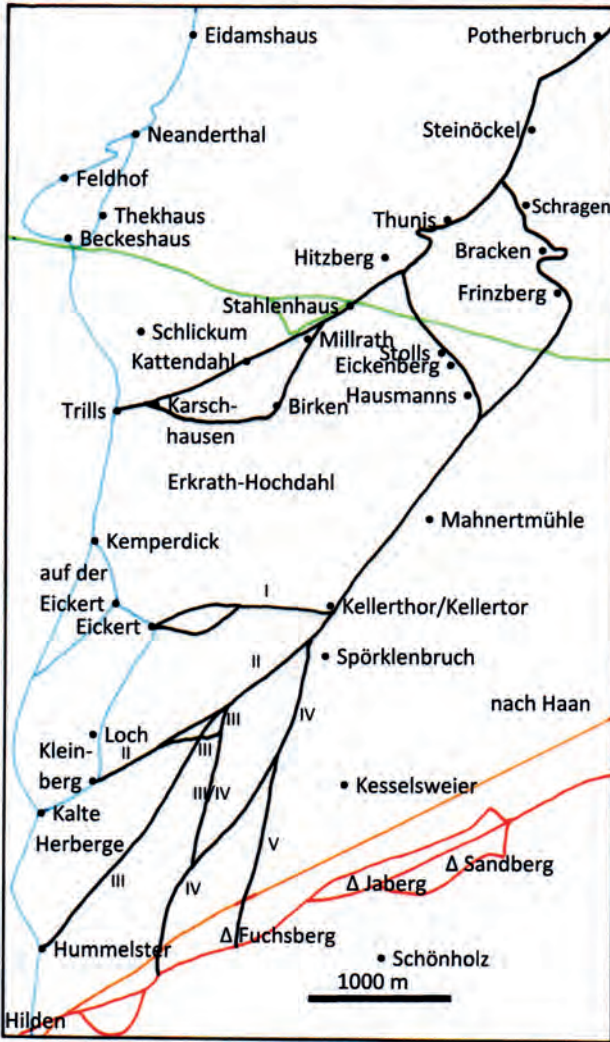 Eidamshaus
Potherbruch
Neanderthal
Steinöckel
Feldhof
Thekhaus
Schragen
Thunis
Beckeshaus
Bracken
Hitzberg
Frinzberg
Stahlenhaus
Schlickum
Millrath
Kattendahl
Stolls
Eickenberg
Hausmanns
Trills
Karsch-
hausen
Birken
Erkrath-Hochdahl
Mahnertmühle
Kemperdick
auf der
Eickert
I
Kellerthor/Kellertor
Eickert
II
Spörklenbruch
nach Haan
IV
III
Loch
Klein-
berg
II
III
Kesselsweier
III/IV
Kalte
Herberge
Δ Sandberg
Δ Jaberg
V
III
IV
Δ Fuchsberg
Hummelster
Schönholz
1000 m
Hilden